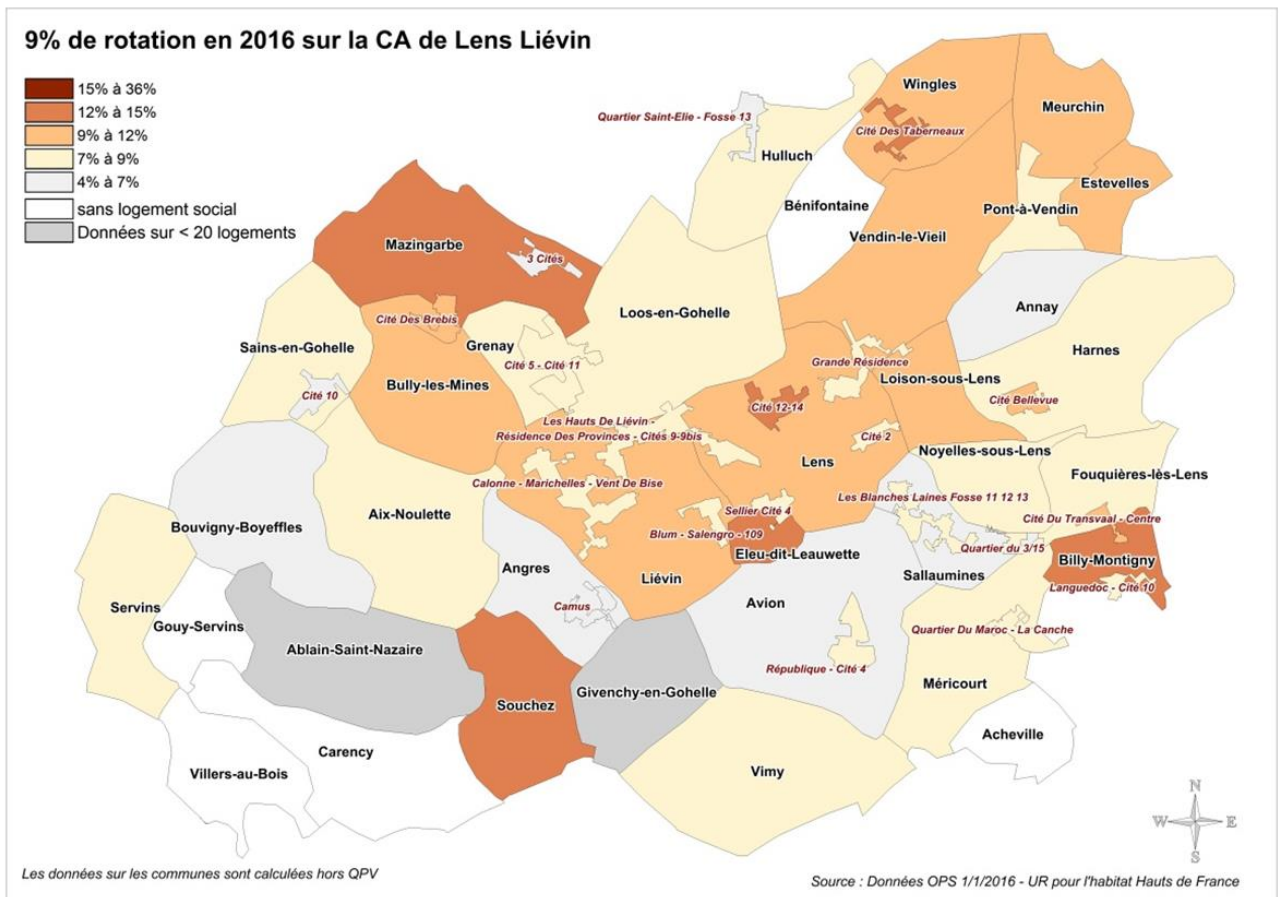 9% de rotation en 2016 sur la CA de Lens Liévin
15% à 36%
12% à 15%
9% à 12%
7% à 9%
4% à 7%
sans logement social
Données sur < 20 logements
Wingles
Meurchin
Quartier Saint-Elie - Fosse 13
Cité Des Taberneaux
Hulluch
Estevelles
Bénifontaine
Pont-à-Vendin
Vendin-le-Vieil
Mazingarbe
3 Cités
Annay
Loos-en-Gohelle
Cité Des Brebis
Grenay
Sains-en-Gohelle
Harnes
Cité 5 - Cité 11
Grande Résidence
Loison-sous-Lens
Bully-les-Mines
Cité 10
Cité Bellevue
Cité 12-14
Les Hauts De Liévin -
Résidence Des Provinces - Cités 9-9bis
Cité 2
Noyelles-sous-Lens
Lens
Fouquières-lès-Lens
Calonne - Marichelles - Vent De Bise
Les Blanches Laines Fosse 11 12 13
Sellier Cité 4
Aix-Noulette
Cité Du Transvaal - Centre
Bouvigny-Boyeffles
Blum - Salengro - 109
Quartier du 3/15
Eleu-dit-Leauwette
Billy-Montigny
Angres
Sallaumines
Liévin
Languedoc - Cité 10
Avion
Camus
Servins
Gouy-Servins
Quartier Du Maroc - La Canche
Ablain-Saint-Nazaire
République - Cité 4
Givenchy-en-Gohelle
Méricourt
Souchez
Acheville
Carency
Vimy
Villers-au-Bois
N
W
E
S
Les données sur les communes sont calculées hors QPV
Source : Données OPS 1/1/2016 - UR pour l'habitat Hauts de France